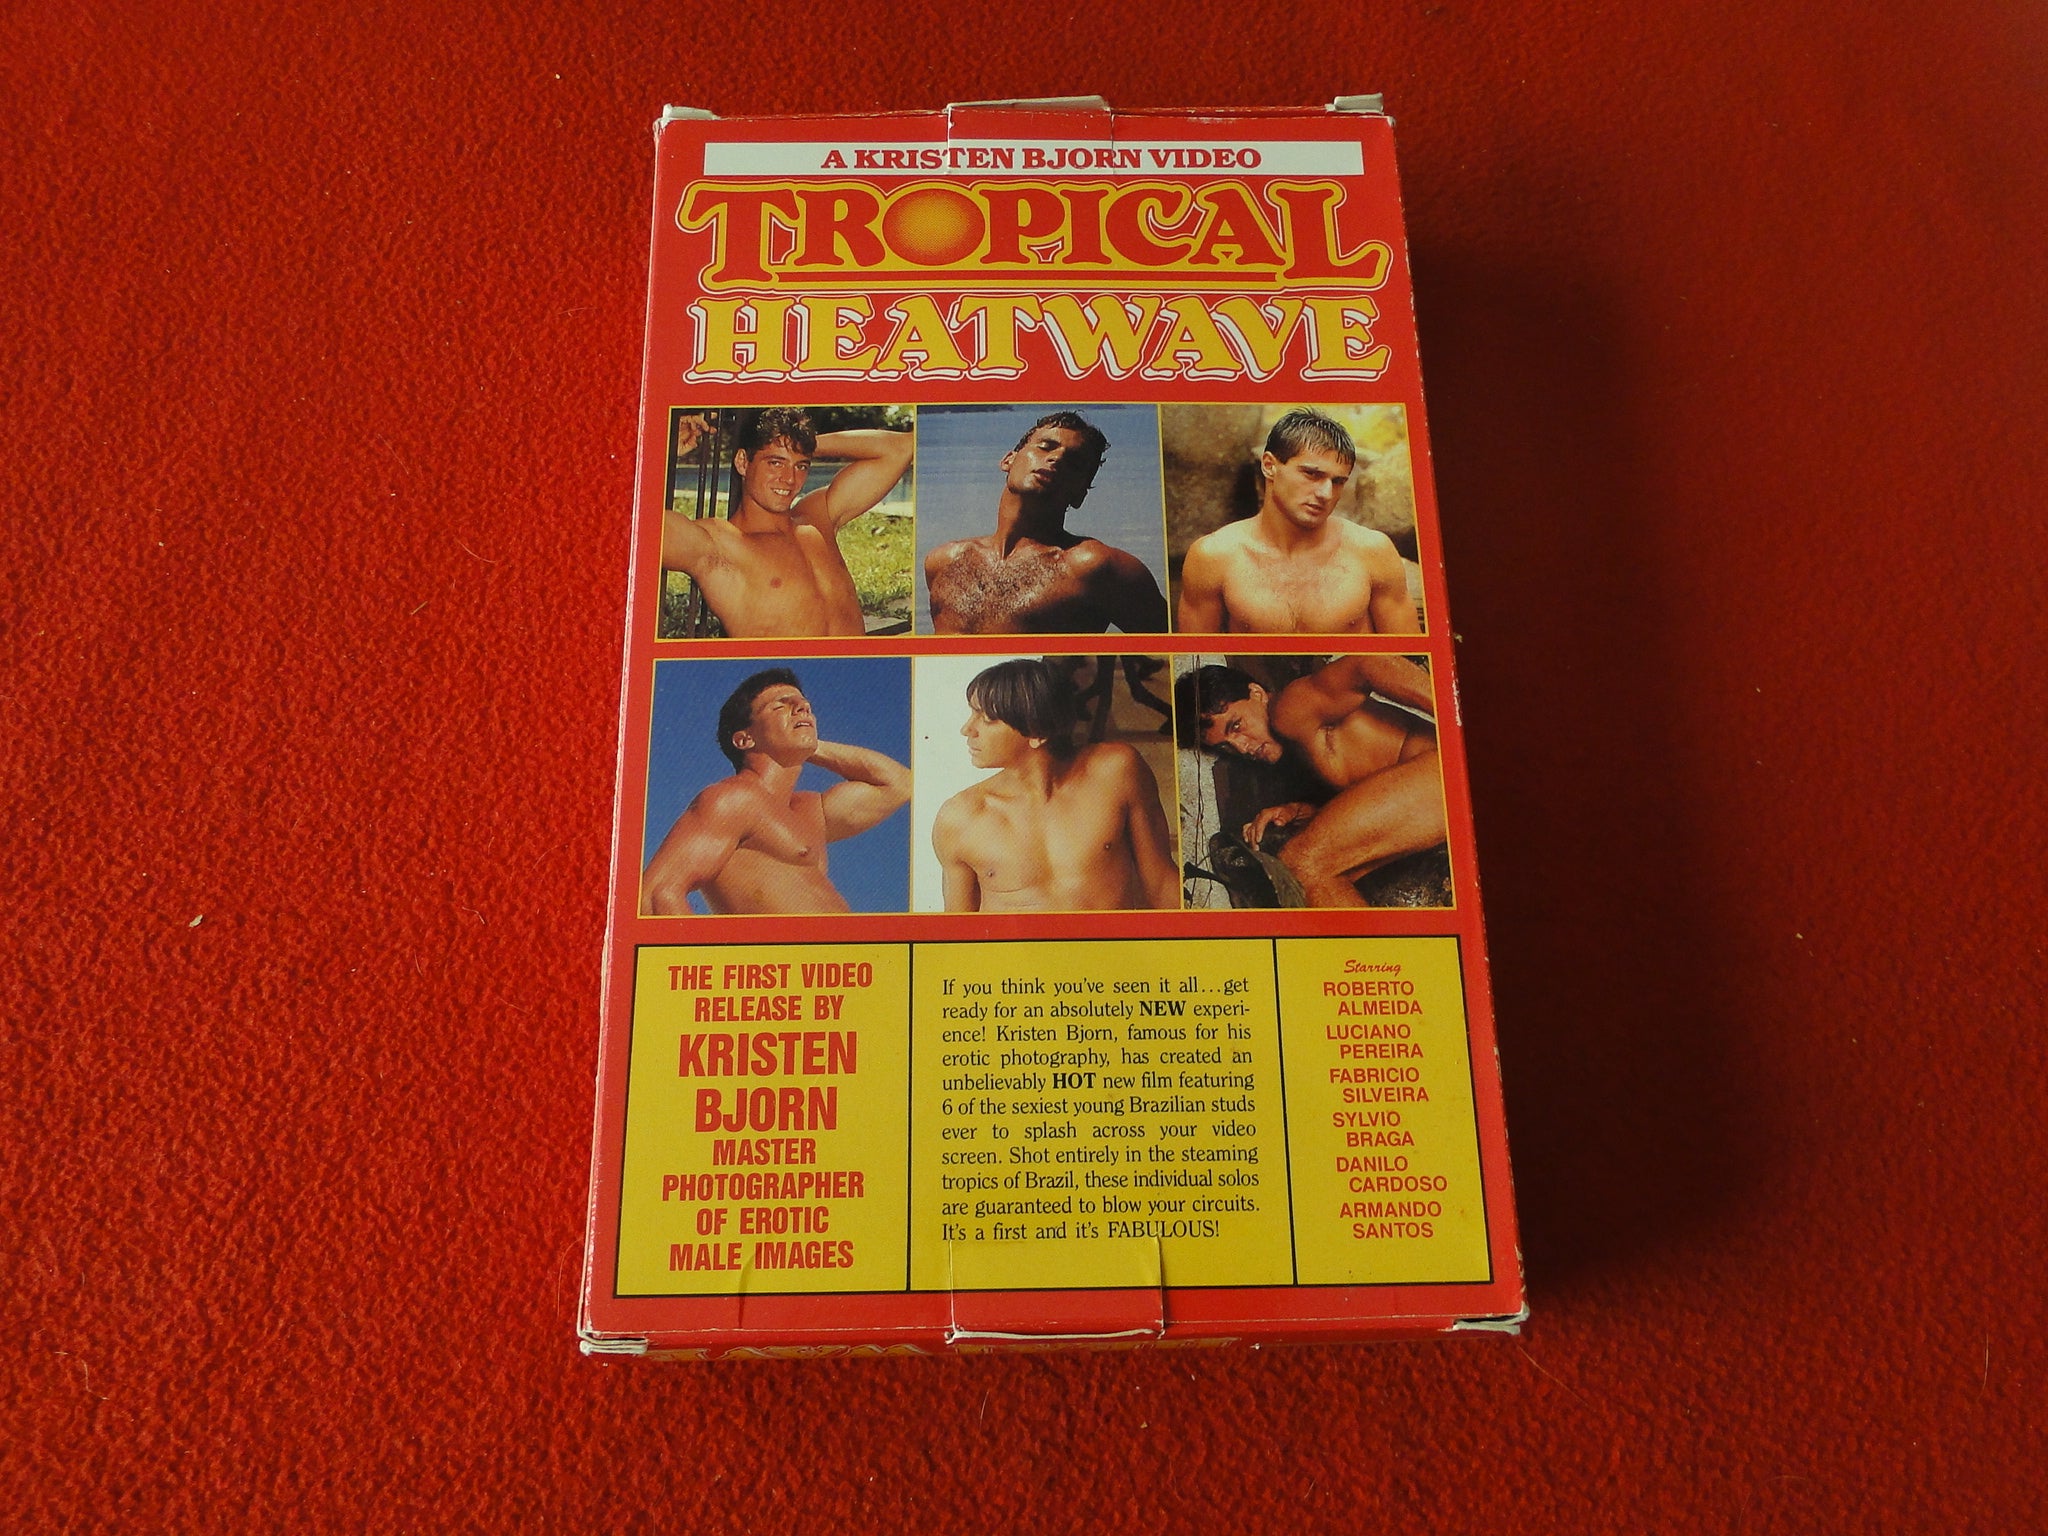 A KRISTEN BJORN VIDEO
TROPICAL
HEATWAVE
THE FIRST VIDEO
RELEASE BY
KRISTEN
BJORN
MASTER
PHOTOGRAPHER
OF EROTIC
MALE IMAGES
If you think you've seen it all...get
ready for an absolutely NEW experi-
ence! Kristen Bjorn, famous for his
erotic photography, has created an
unbelievably HOT new film featuring
6 of the sexiest young Brazilian studs
ever to splash across your video
screen. Shot entirely in the steaming
tropics of Brazil, these individual solos
are guaranteed to blow your circuits.
It's a first and it's FABULOUS!
Starring
ROBERTO
ALMEIDA
LUCIANO
PEREIRA
FABRICIO
SILVEIRA
SYLVIO
BRAGA
DANILO
CARDOSO
ARMANDO
SANTOS